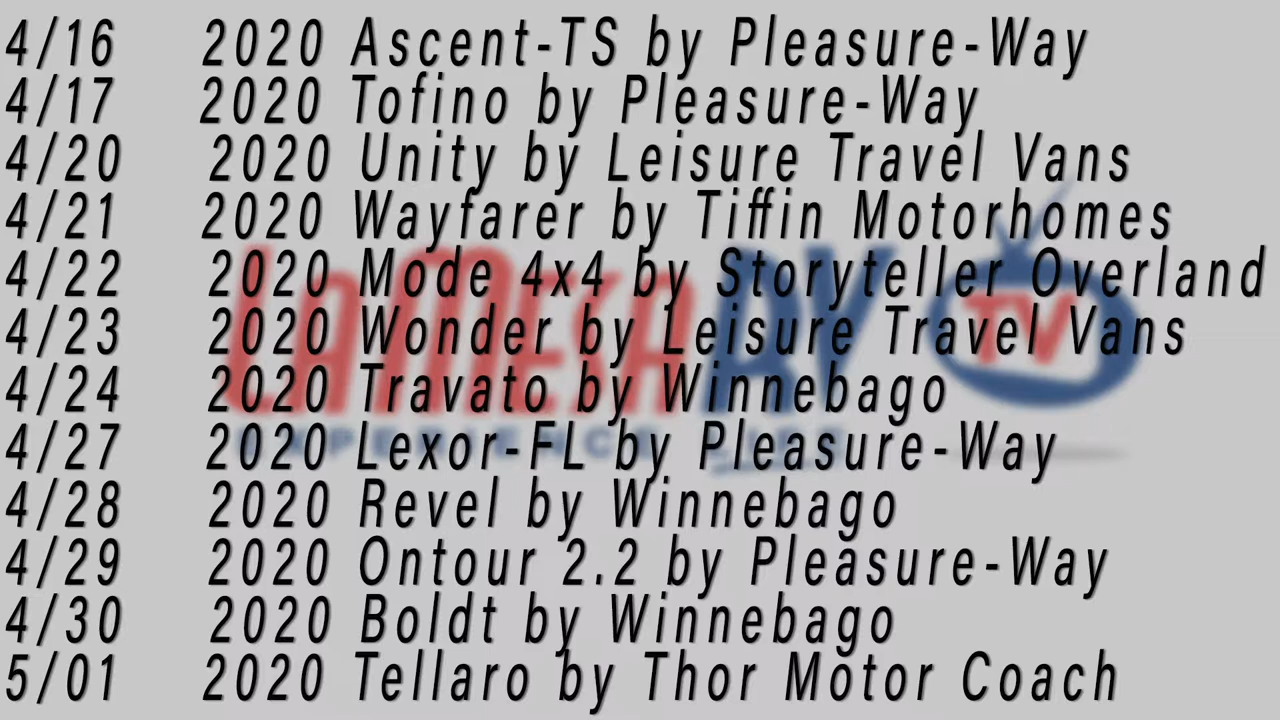 4/16 2020 Ascent-TS by Pleasure-Way
4/17 2020 Tofino by Pleasure-Way
4/20 2020 Unity by Leisure Travel Vans
4/21 2020 Wayfarer by Tiffin Motorhomes
4/22 2020 Mode 4x4 by Storyteller Overland
4/23 2020 Wonder by Leisure Travel Vans
4/24 2020 Travato by Winnebago
4/27 2020 Lexor-FL by Pleasure-Way
4/28 2020 Revel by Winnebago
4/29 2020 Ontour 2.2 by Pleasure-Way
4/30 2020 Boldt by Winnebago
5/01 2020 Tellaro by Thor Motor Coach
LaMesa RV TV
EXPERIENCE